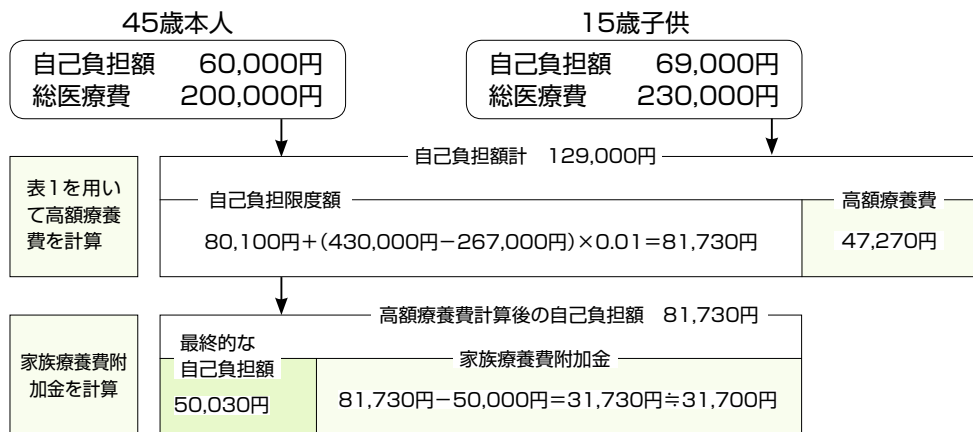 45歳本人
自己負担額 60,000円
総医療費 200,000円
15歳子供
自己負担額 69,000円
総医療費 230,000円
表1を用い
て高額療養
費を計算
自己負担額計 129,000円
自己負担限度額
80,100円+(430,000円−267,000円)×0.01=81,730円
高額療養費
47,270円
家族療養費附
加金を計算
高額療養費計算後の自己負担額 81,730円
最終的な
自己負担額
50,030円
家族療養費附加金
81,730円−50,000円=31,730円≒31,700円